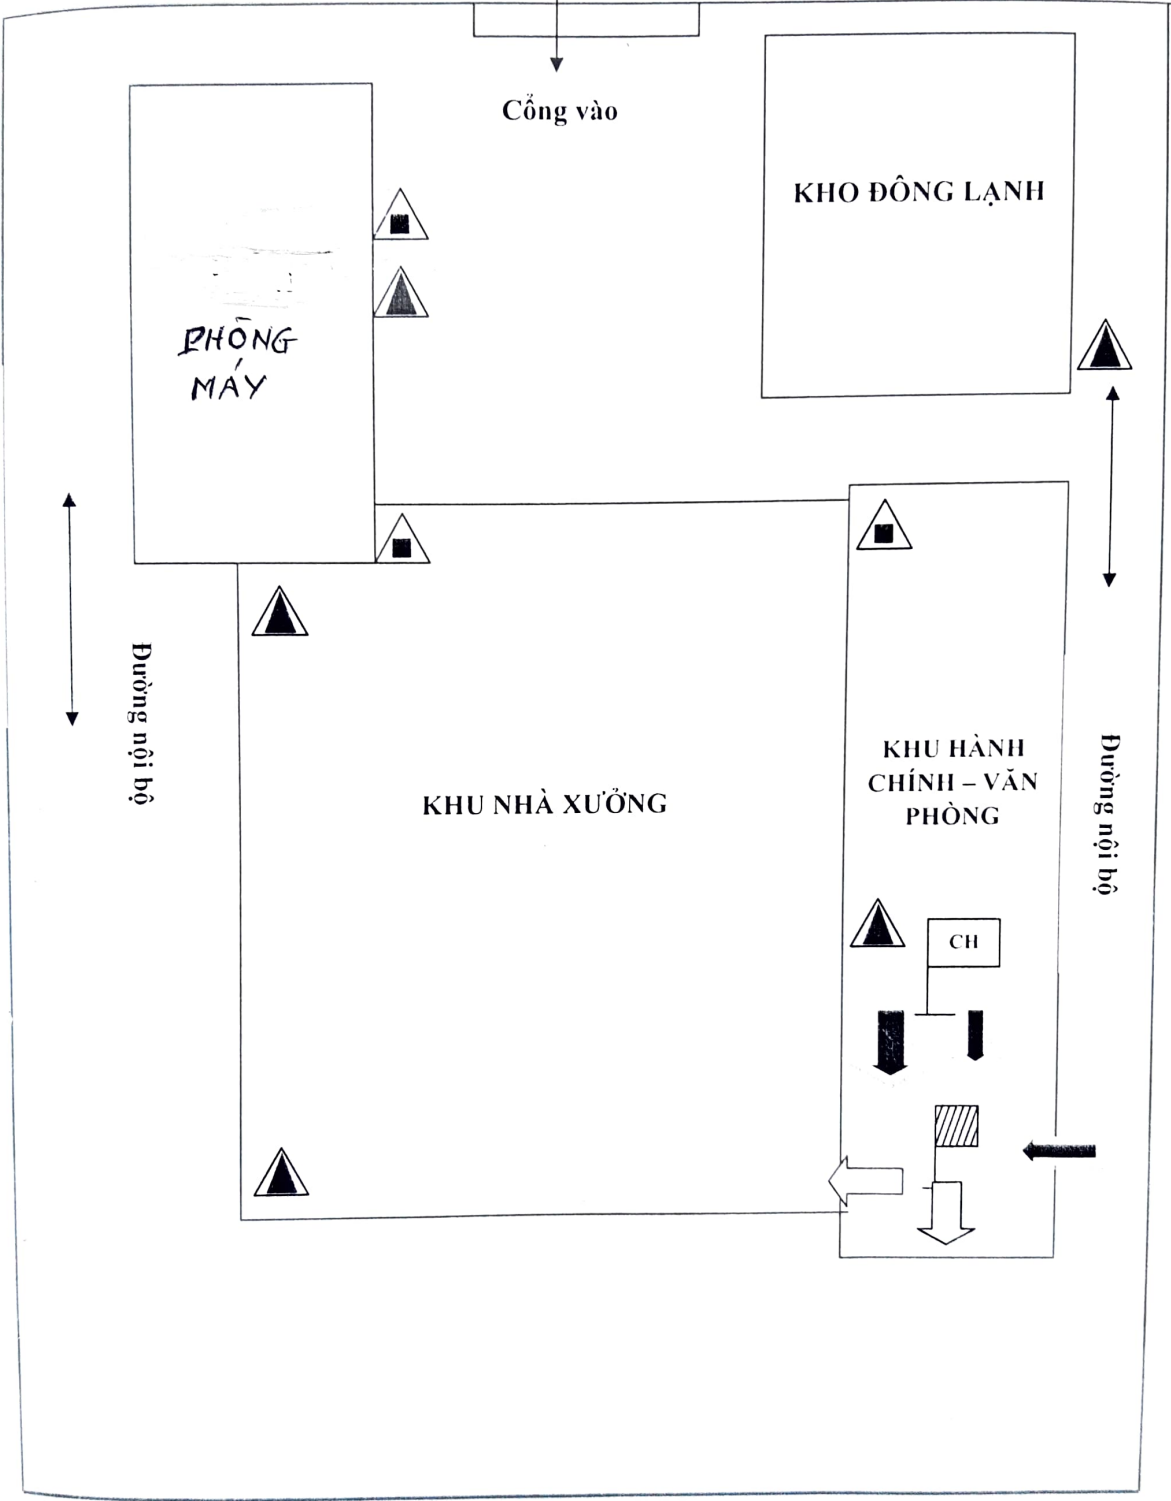 Cổng vào
KHO ĐÔNG LẠNH
PHÒNG
MÁY
Đường nội bộ
KHU NHÀ XƯỞNG
KHU HÀNH
CHÍNH – VĂN
PHÒNG
Đường nội bộ
CH